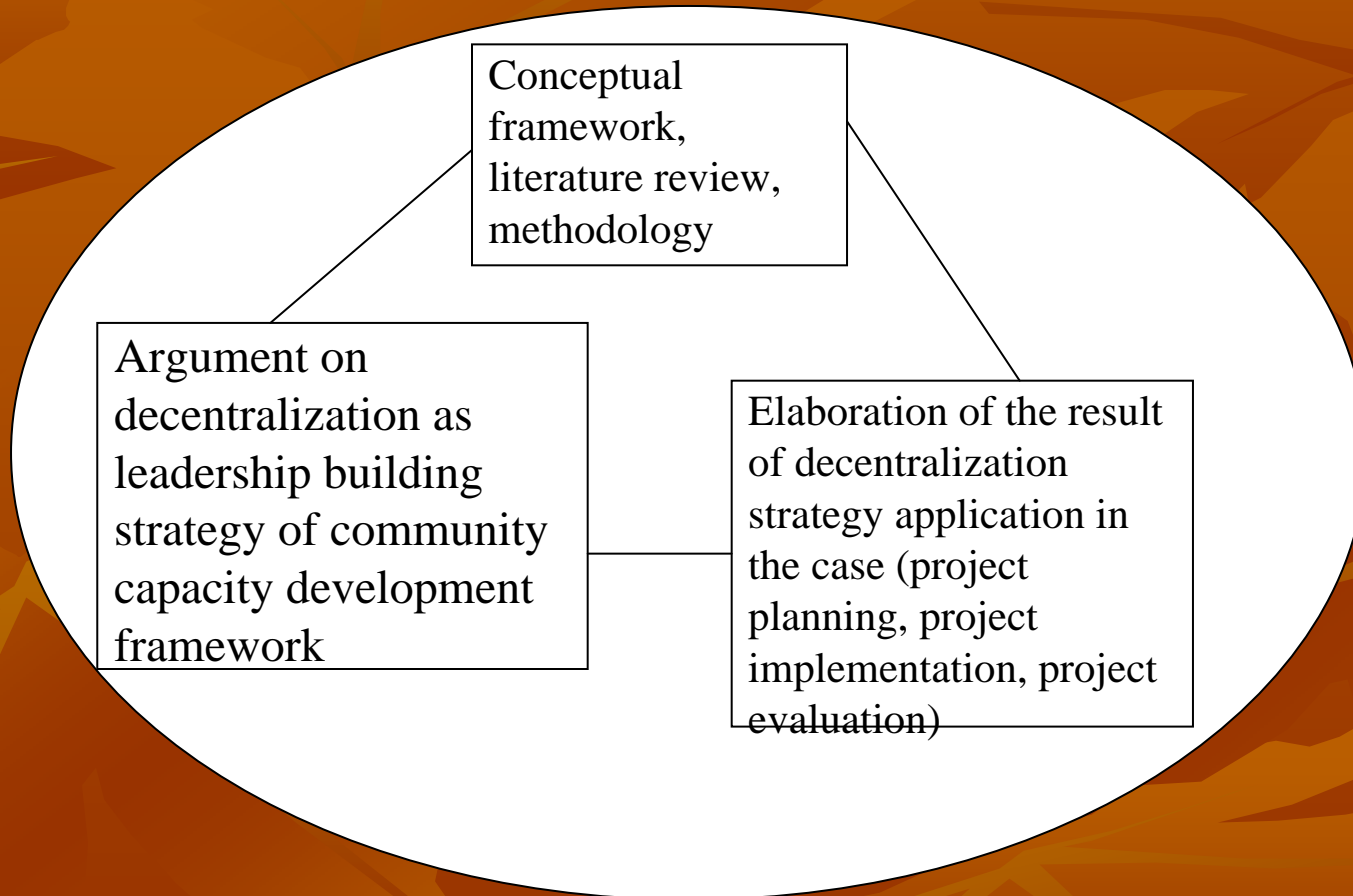 Conceptual
framework,
literature review,
methodology
Argument on
decentralization as
leadership building
strategy of community
capacity development
framework
Elaboration of the result
of decentralization
strategy application in
the case (project
planning, project
implementation, project
evaluation)